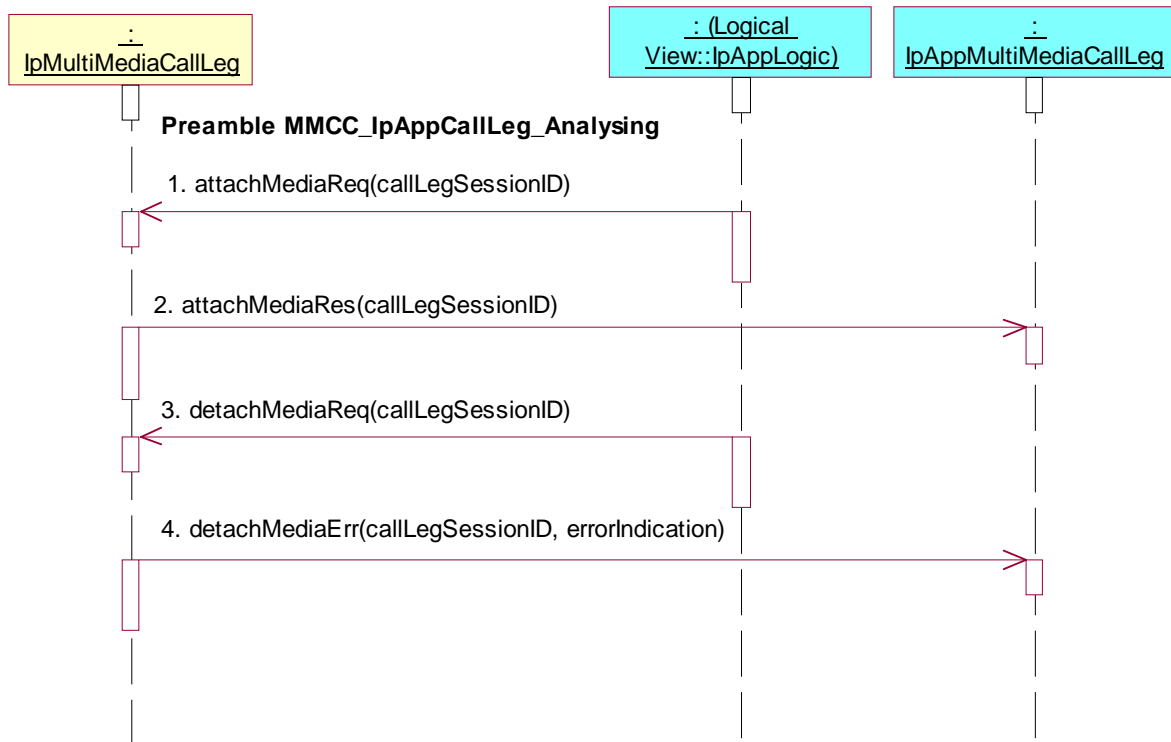 :
IpMultiMediaCallLeg
: (Logical
View::IpAppLogic)
:
IpAppMultiMediaCallLeg
Preamble MMCC_IpAppCallLeg_Analysing
1. attachMediaReq(callLegSessionID)
2. attachMediaRes(callLegSessionID)
3. detachMediaReq(callLegSessionID)
4. detachMediaErr(callLegSessionID, errorIndication)